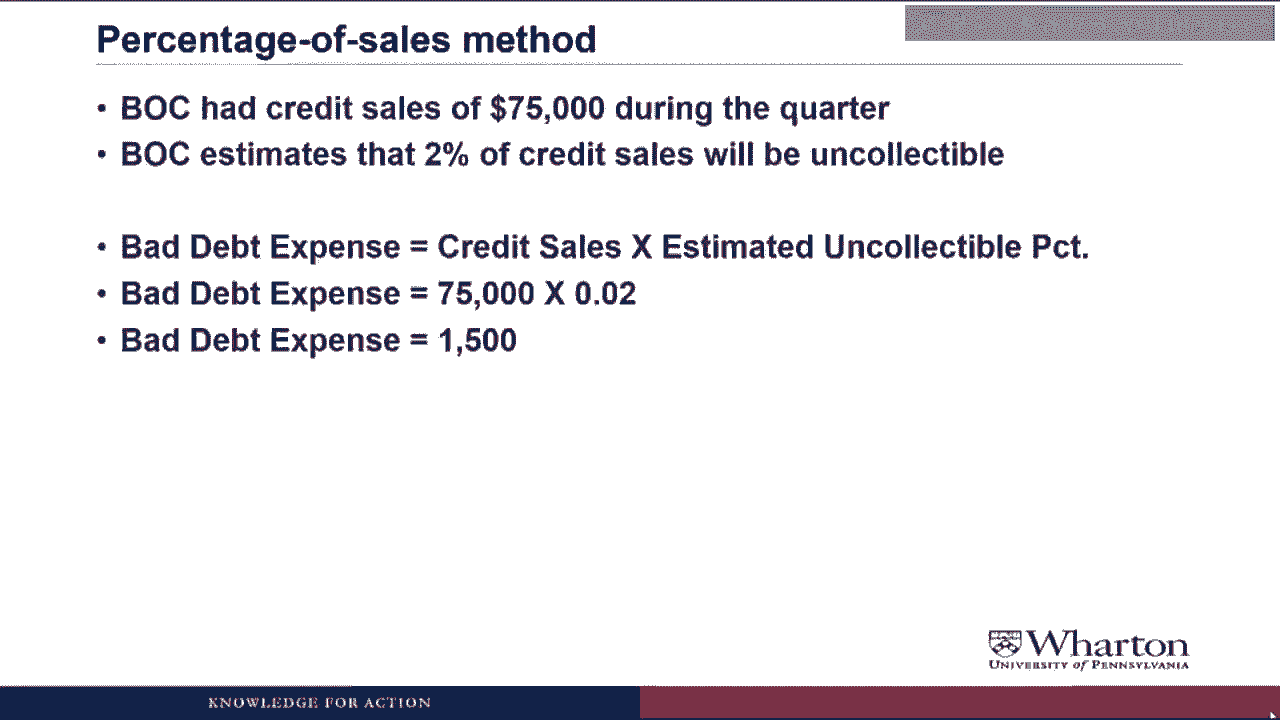 Percentage-of-sales method
• BOC had credit sales of $75,000 during the quarter
• BOC estimates that 2% of credit sales will be uncollectible
• Bad Debt Expense = Credit Sales X Estimated Uncollectible Pct.
• Bad Debt Expense = 75,000 X 0.02
• Bad Debt Expense = 1,500
Wharton
UNIVERSITY of PENNSYLVANIA
KNOWLEDGE FOR ACTION